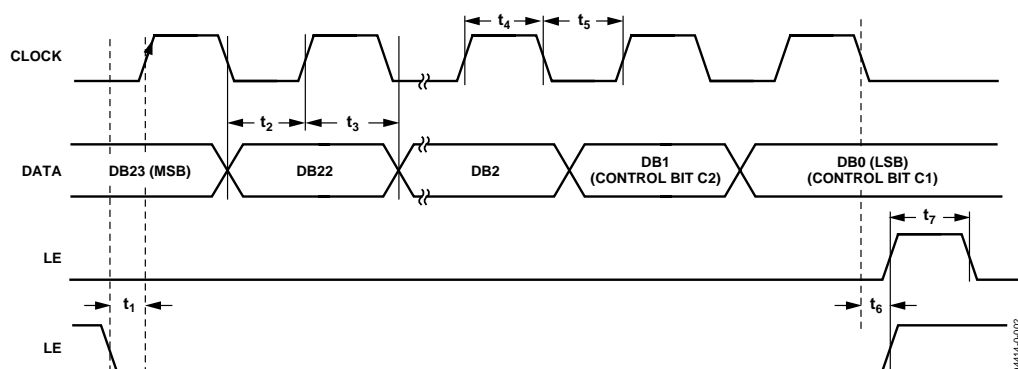 t4 t5
CLOCK
t2 t3
DATA DB23 (MSB) DB22 DB2 DB1
(CONTROL BIT C2) DB0 (LSB)
(CONTROL BIT C1)
t7
LE
t1 t6
LE